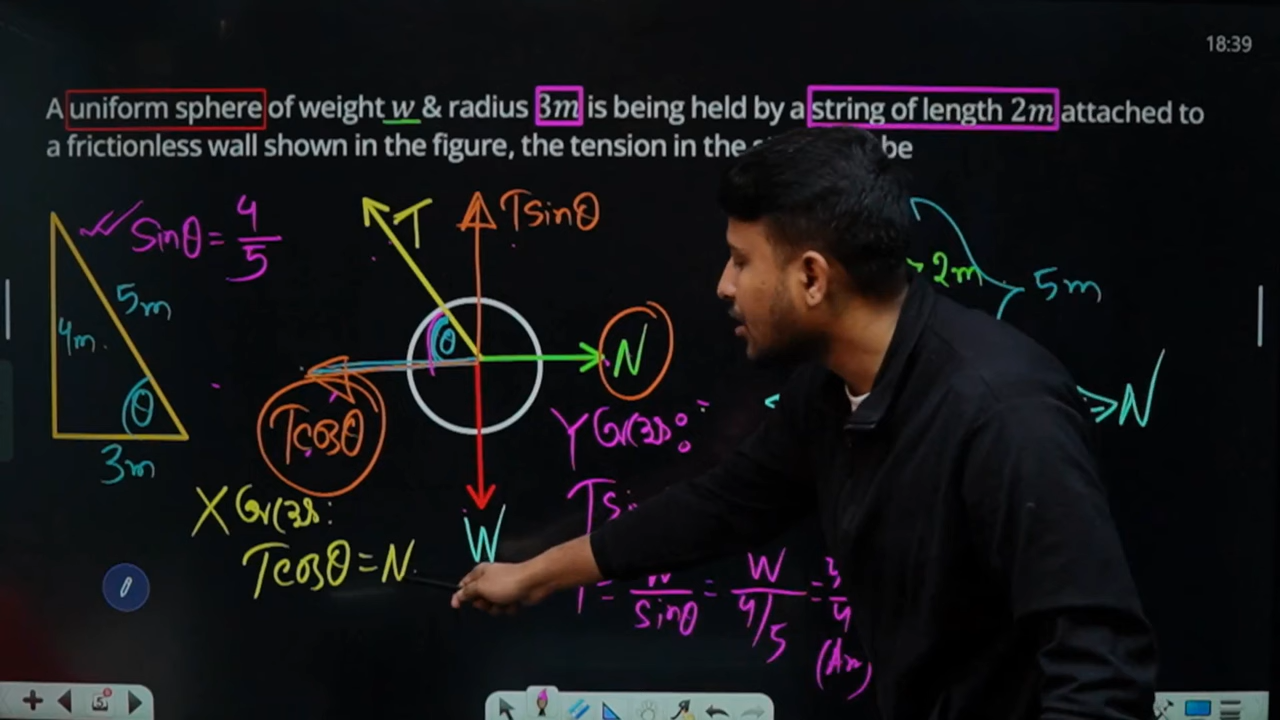 18:39
A uniform sphere of weight w & radius 3m is being held by a string of length 2m attached to
a frictionless wall shown in the figure, the tension in the be
Sinθ = 4/5
T
Tsinθ
2m
5m
5m
4m
θ
θ
N
N
Tcosθ
3m
W
Tcosθ = N
= W/sinθ = W/4/5 =